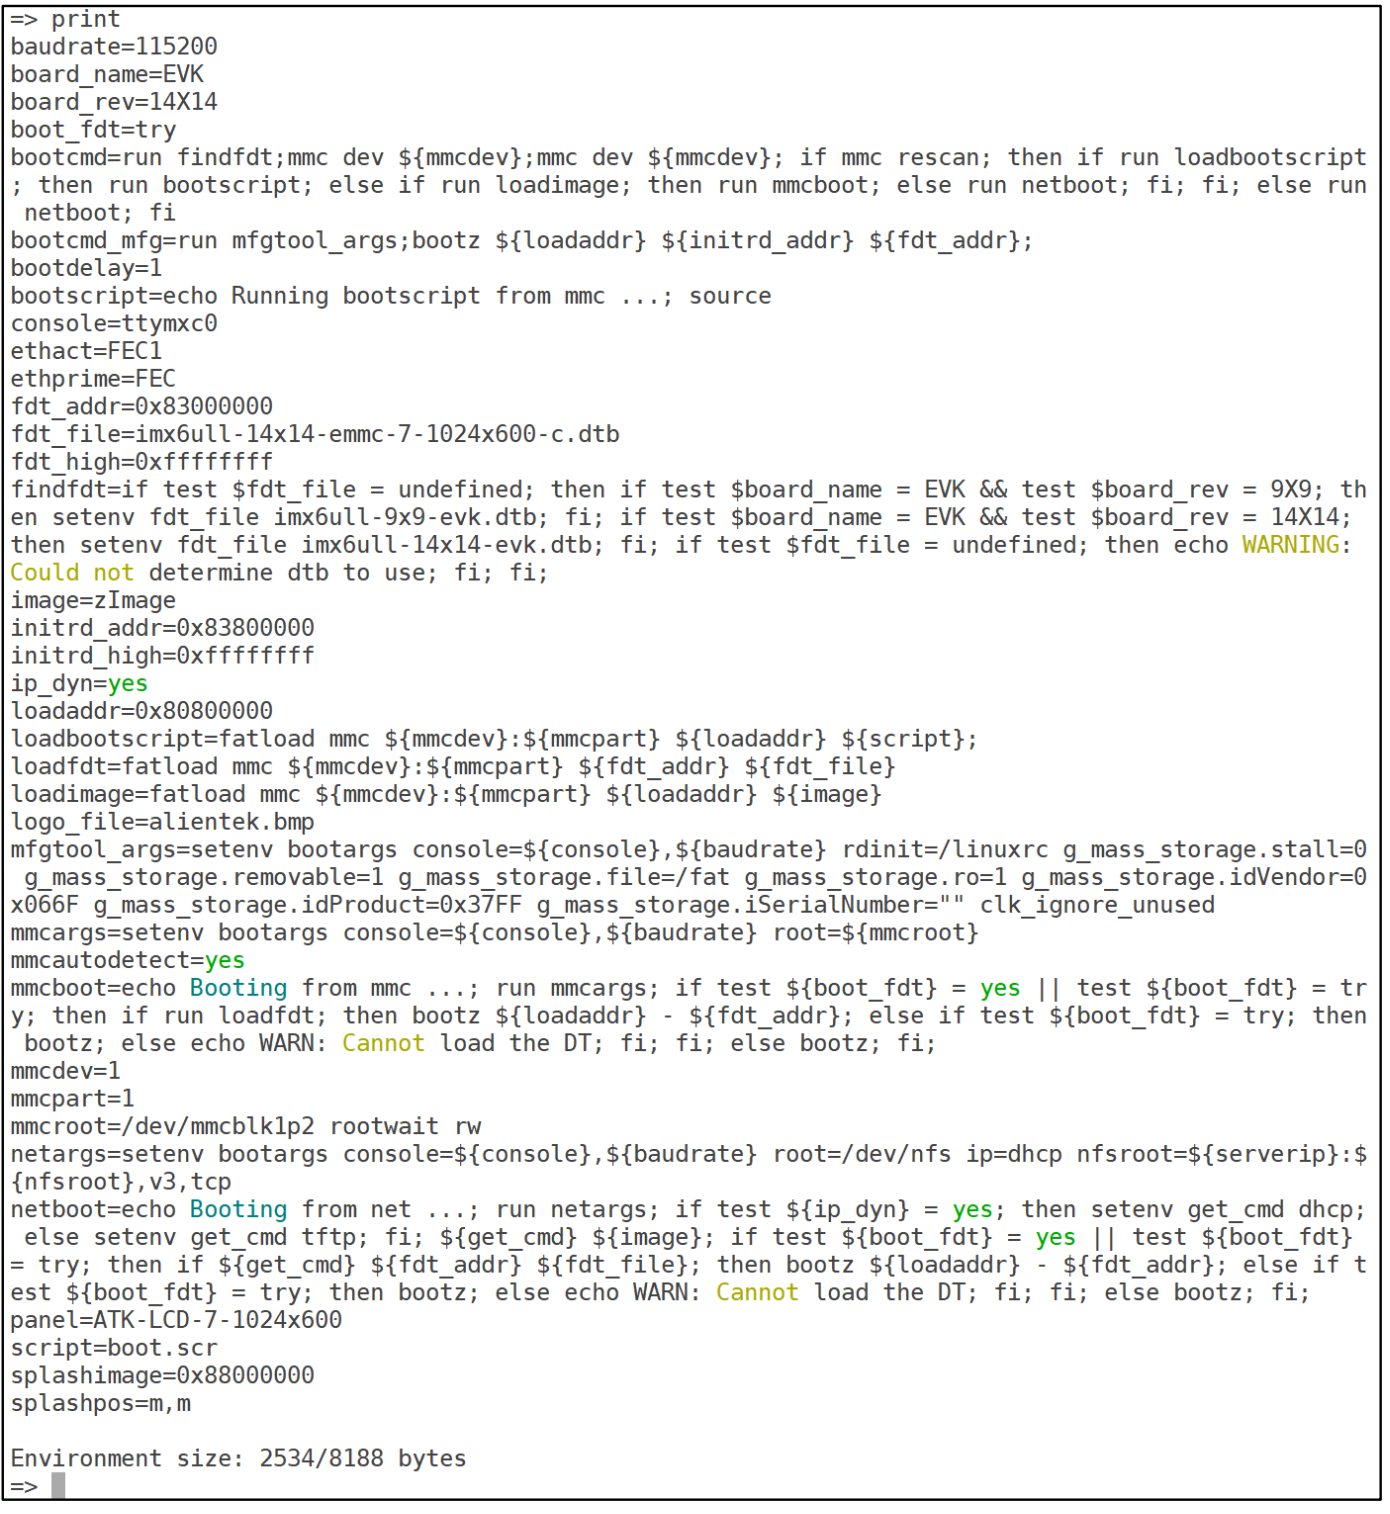 => print
baudrate=115200
board_name=EVK
board_rev=14X14
boot_fdt=try
bootcmd=run findfdt;mmc dev ${mmcdev};mmc dev ${mmcdev}; if mmc rescan; then if run loadbootscript
; then run bootscript; else if run loadimage; then run mmcboot; else run netboot; fi; fi; else run
 netboot; fi
bootcmd_mfg=run mfgtool_args;bootz ${loadaddr} ${initrd_addr} ${fdt_addr};
bootdelay=1
bootscript=echo Running bootscript from mmc ...; source
console=ttymxc0
ethact=FEC1
ethprime=FEC
fdt_addr=0x83000000
fdt_file=imx6ull-14x14-emmc-7-1024x600-c.dtb
fdt_high=0xffffffff
findfdt=if test $fdt_file = undefined; then if test $board_name = EVK && test $board_rev = 9X9; th
en setenv fdt_file imx6ull-9x9-evk.dtb; fi; if test $board_name = EVK && test $board_rev = 14X14;
then setenv fdt_file imx6ull-14x14-evk.dtb; fi; if test $fdt_file = undefined; then echo WARNING:
Could not determine dtb to use; fi; fi;
image=zImage
initrd_addr=0x83800000
initrd_high=0xffffffff
ip_dyn=yes
loadaddr=0x80800000
loadbootscript=fatload mmc ${mmcdev}:${mmcpart} ${loadaddr} ${script};
loadfdt=fatload mmc ${mmcdev}:${mmcpart} ${fdt_addr} ${fdt_file}
loadimage=fatload mmc ${mmcdev}:${mmcpart} ${loadaddr} ${image}
logo_file=alientek.bmp
mfgtool_args=setenv bootargs console=${console},${baudrate} rdinit=/linuxrc g_mass_storage.stall=0
 g_mass_storage.removable=1 g_mass_storage.file=/fat g_mass_storage.ro=1 g_mass_storage.idVendor=0
x066F g_mass_storage.idProduct=0x37FF g_mass_storage.iSerialNumber="" clk_ignore_unused
mmcargs=setenv bootargs console=${console},${baudrate} root=${mmcroot}
mmcautodetect=yes
mmcboot=echo Booting from mmc ...; run mmcargs; if test ${boot_fdt} = yes || test ${boot_fdt} = tr
y; then if run loadfdt; then bootz ${loadaddr} - ${fdt_addr}; else if test ${boot_fdt} = try; then
 bootz; else echo WARN: Cannot load the DT; fi; fi; else bootz; fi;
mmcdev=1
mmcpart=1
mmcroot=/dev/mmcblk1p2 rootwait rw
netargs=setenv bootargs console=${console},${baudrate} root=/dev/nfs ip=dhcp nfsroot=${serverip}:$
{nfsroot},v3,tcp
netboot=echo Booting from net ...; run netargs; if test ${ip_dyn} = yes; then setenv get_cmd dhcp;
 else setenv get_cmd tftp; fi; ${get_cmd} ${image}; if test ${boot_fdt} = yes || test ${boot_fdt}
= try; then if ${get_cmd} ${fdt_addr} ${fdt_file}; then bootz ${loadaddr} - ${fdt_addr}; else if t
est ${boot_fdt} = try; then bootz; else echo WARN: Cannot load the DT; fi; fi; else bootz; fi;
panel=ATK-LCD-7-1024x600
script=boot.scr
splashimage=0x88000000
splashpos=m,m
Environment size: 2534/8188 bytes
=>